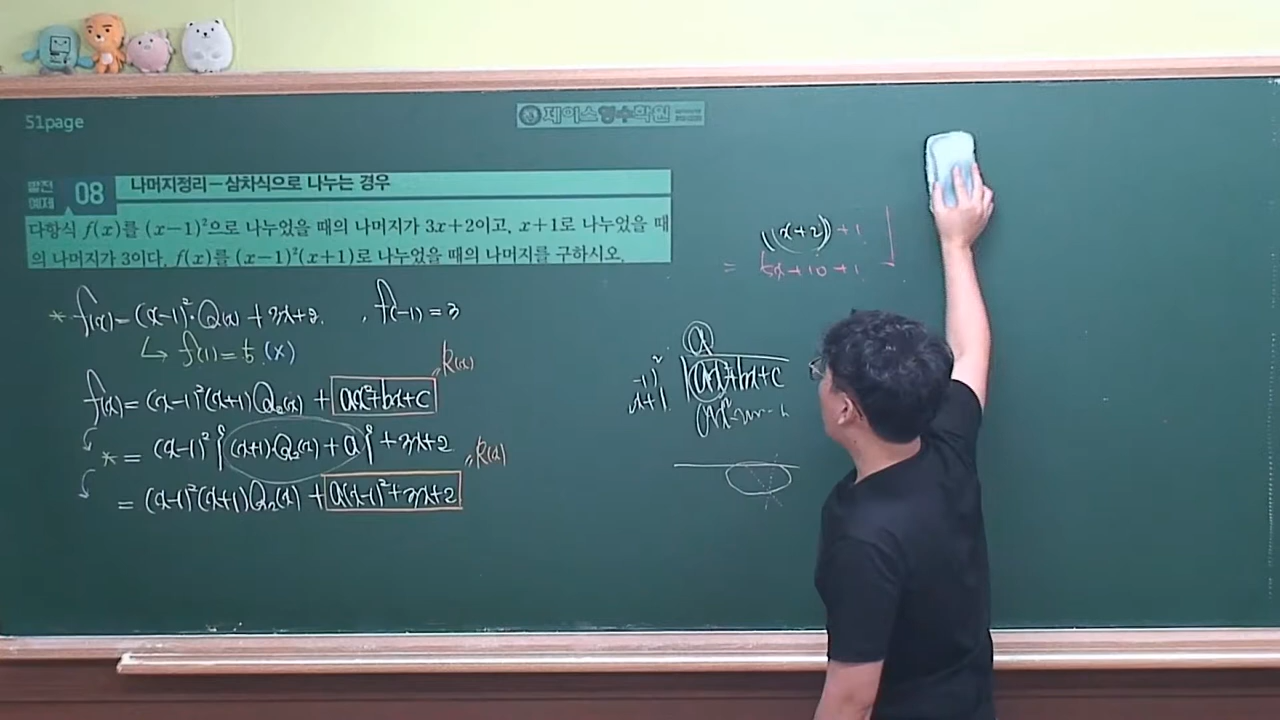 51page
제이스영수학원
발전 예제 08 나머지정리-삼차식으로 나누는 경우
다항식 f(x)를 (x-1)²으로 나누었을 때의 나머지가 3x+2이고, x+1로 나누었을 때
의 나머지가 3이다. f(x)를 (x-1)²(x+1)로 나누었을 때의 나머지를 구하시오.
* f(x)=(x-1)²·Q(x)+3x+2. , f(-1)=3
↳ f(1)=5 (x)
f(x)=(x-1)²(x+1)Q₂(x)+ax²+bx+c R(x)
* = (x-1)²{(x+1)·Q₂(x)+a}+3x+2
= (x-1)²(x+1)Q₂(x)+a(x-1)²+3x+2 R(x)
((x+2))+1
= 5x+10+1
a
ax²+bx+c
x+1